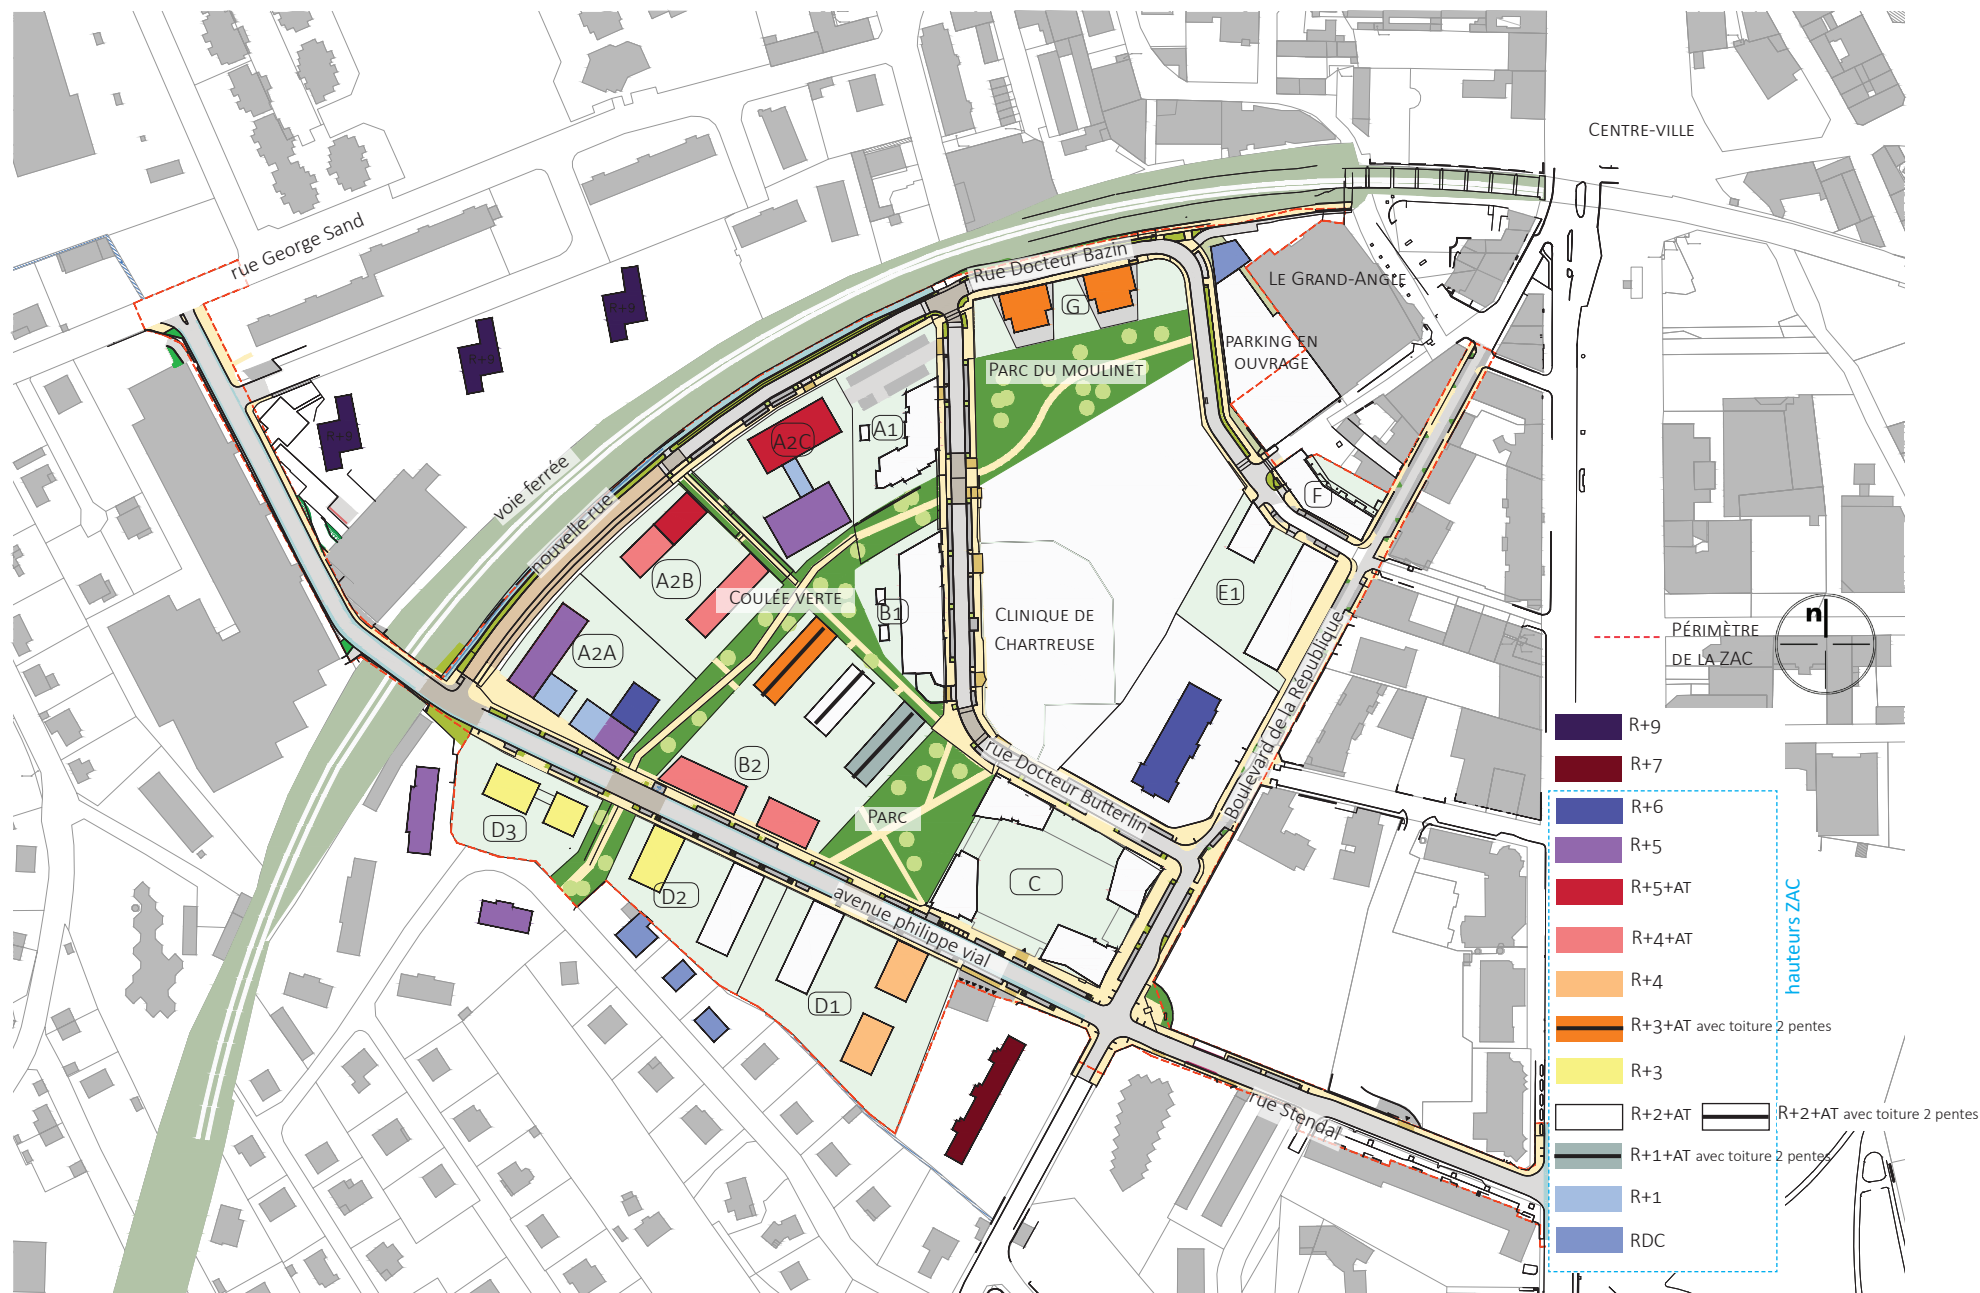 CENTRE-VILLE
rue George Sand
Rue Docteur Bazin
LE GRAND-ANGLE
R+9
R+9
R+9
G
PARKING EN
OUVRAGE
PARC DU MOULINET
A2C
A1
voie ferrée
nouvelle rue
F
A2B
COULÉE VERTE
B1
E1
CLINIQUE DE
CHARTREUSE
n
PÉRIMÈTRE
DE LA ZAC
A2A
Boulevard de la République
B2
rue Docteur Butterlin
D3
PARC
C
D2
avenue philippe vial
D1
rue Stendal
R+9
R+7
R+6
R+5
R+5+AT
R+4+AT
R+4
R+3+AT avec toiture 2 pentes
R+3
R+2+AT
R+2+AT avec toiture 2 pentes
R+1+AT avec toiture 2 pentes
R+1
RDC
hauteurs ZAC